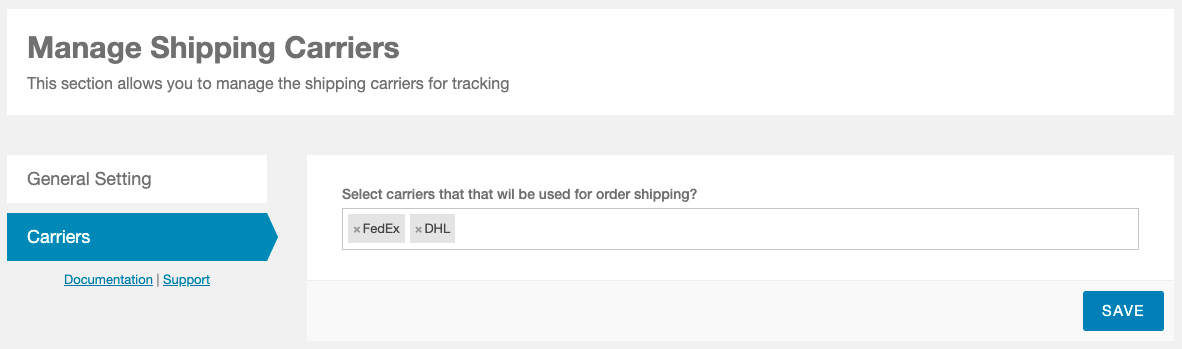 Manage Shipping Carriers
This section allows you to manage the shipping carriers for tracking
General Setting
Carriers
Documentation | Support
Select carriers that that wil be used for order shipping?
×FedEx ×DHL
SAVE